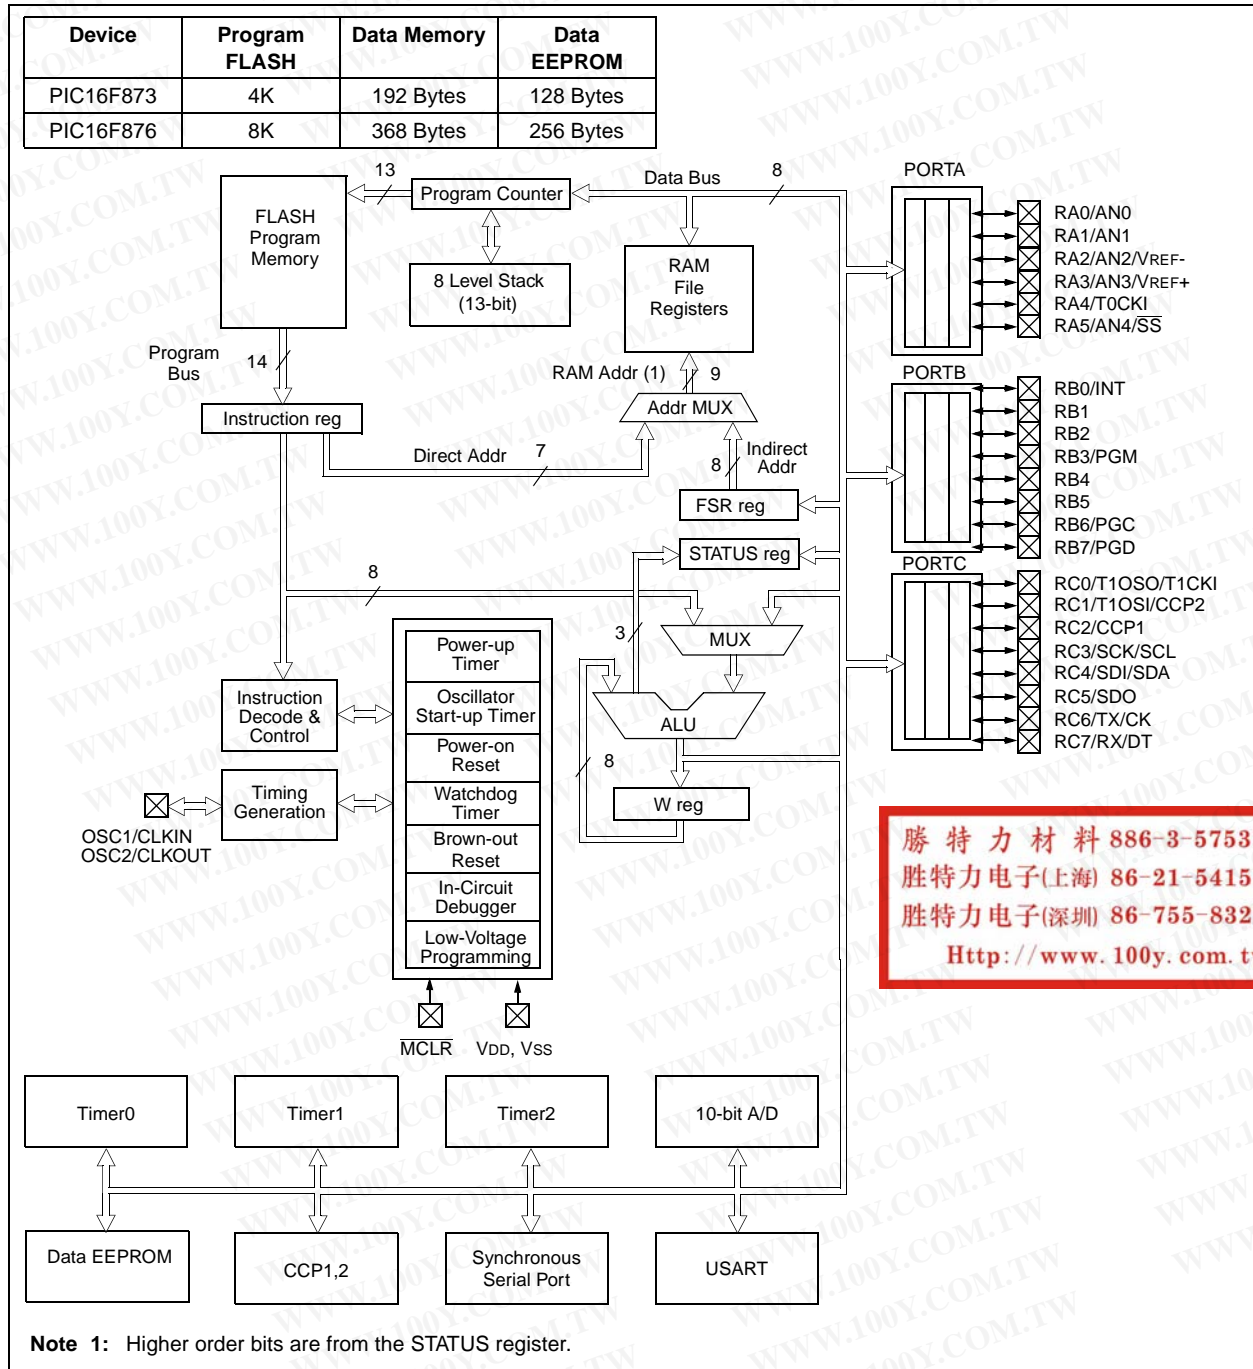 Device Program FLASH Data Memory Data EEPROM
PIC16F873 4K 192 Bytes 128 Bytes
PIC16F876 8K 368 Bytes 256 Bytes
13
Program Counter
Data Bus
8
PORTA
FLASH
Program
Memory
8 Level Stack
(13-bit)
RAM
File
Registers
RA0/AN0
RA1/AN1
RA2/AN2/VREF-
RA3/AN3/VREF+
RA4/T0CKI
RA5/AN4/SS
Program
Bus
14
RAM Addr (1)
9
PORTB
Instruction reg
Addr MUX
Direct Addr
7
8
Indirect
Addr
FSR reg
RB0/INT
RB1
RB2
RB3/PGM
RB4
RB5
RB6/PGC
RB7/PGD
STATUS reg
PORTC
8
3
MUX
RC0/T1OSO/T1CKI
RC1/T1OSI/CCP2
RC2/CCP1
RC3/SCK/SCL
RC4/SDI/SDA
RC5/SDO
RC6/TX/CK
RC7/RX/DT
Instruction
Decode &
Control
Power-up
Timer
Oscillator
Start-up Timer
Power-on
Reset
Watchdog
Timer
Brown-out
Reset
In-Circuit
Debugger
Low-Voltage
Programming
ALU
8
W reg
Timing
Generation
OSC1/CLKIN
OSC2/CLKOUT
MCLR
VDD, VSS
勝特力材料 886-3-5753
胜特力电子(上海) 86-21-5415
胜特力电子(深圳) 86-755-832
Http://www.100y.com.tw
Timer0
Timer1
Timer2
10-bit A/D
Data EEPROM
CCP1,2
Synchronous
Serial Port
USART
Note 1: Higher order bits are from the STATUS register.
WWW.100Y.COM.TW